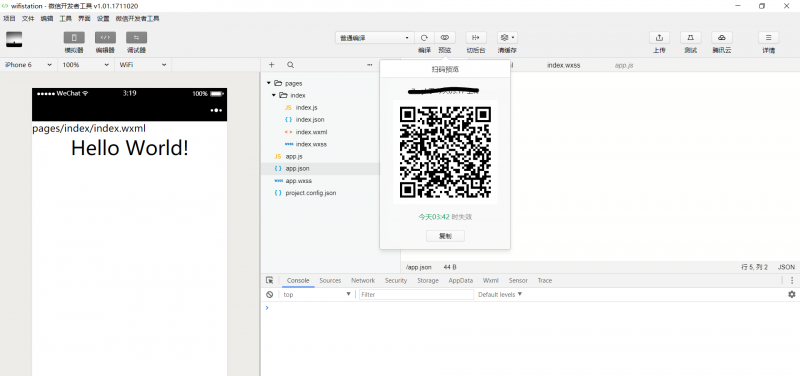 wifistation - 微信开发者工具 v1.01.1711020
项目 文件 编辑 工具 界面 设置 微信开发者工具
模拟器 编辑器 调试器
普通编译
编译 预览 切后台 清缓存
上传 测试 腾讯云 详情
iPhone 6 100% WiFi
WeChat 3:19 100%
pages/index/index.wxml
Hello World!
pages
index
index.js
index.json
index.wxml
index.wxss
app.js
app.json
app.wxss
project.config.json
index.wxss app.js
扫码预览
今天03:42 时失效
复制
/app.json 44 B 行 5, 列 2 JSON
Console Sources Network Security Storage AppData Wxml Sensor Trace
top Filter Default levels